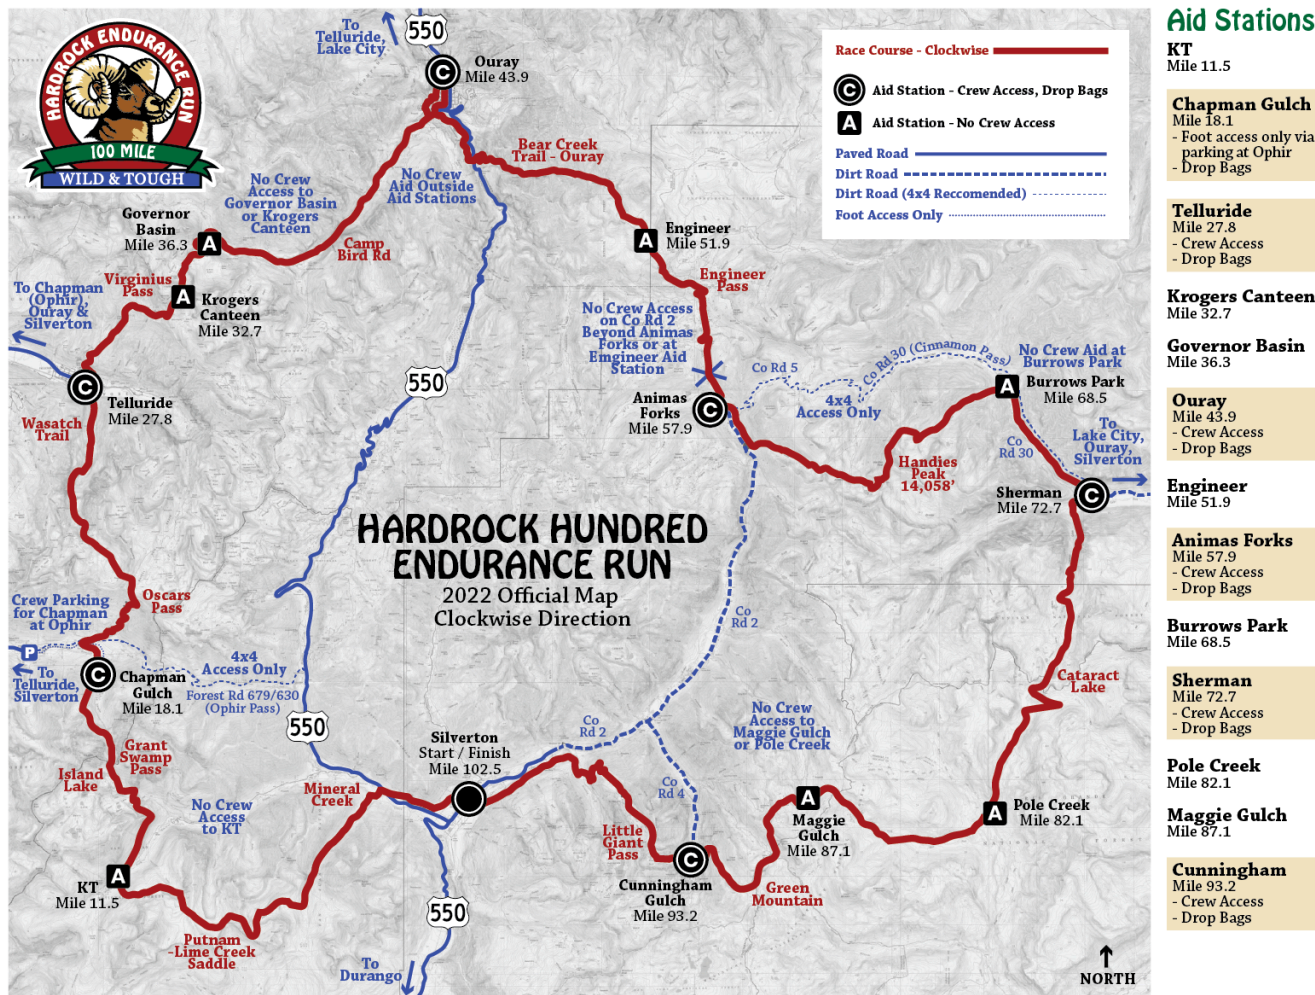 HARDROCK ENDURANCE RUN
100 MILE
WILD & TOUGH
To
Telluride,
Lake City
550
Ouray
Mile 43.9
Race Course - Clockwise
C
Aid Station - Crew Access, Drop Bags
A
Aid Station - No Crew Access
Paved Road
Dirt Road
Dirt Road (4x4 Reccomended)
Foot Access Only
Bear Creek
Trail - Ouray
No Crew
Aid Outside
Aid Stations
No Crew
Access to
Governor Basin
or Krogers
Canteen
Governor
Basin
Mile 36.3
A
Camp
Bird Rd
Engineer
Mile 51.9
A
Engineer
Pass
Virginius
Pass
To Chapman
(Ophir),
Ouray &
Silverton
A
Krogers
Canteen
Mile 32.7
No Crew Access
on Co Rd 2
Beyond Animas
Forks or at
Emgineer Aid
Station
Co Rd 5
Co Rd 30 (Cinnamon Pass)
No Crew Aid at
Burrows Park
550
C
Telluride
Mile 27.8
Wasatch
Trail
Animas
Forks
Mile 57.9
C
4x4
Access Only
A
Burrows Park
Mile 68.5
To
Lake City,
Ouray,
Silverton
Co
Rd 30
Handies
Peak
14,058'
Sherman
Mile 72.7
C
HARDROCK HUNDRED
ENDURANCE RUN
2022 Official Map
Clockwise Direction
Oscars
Pass
Crew Parking
for Chapman
at Ophir
P
To
Telluride,
Silverton
C
Chapman
Gulch
Mile 18.1
4x4
Access Only
Forest Rd 679/630
(Ophir Pass)
Co
Rd 2
Cataract
Lake
550
Grant
Swamp
Pass
Island
Lake
Silverton
Start / Finish
Mile 102.5
Co
Rd 2
No Crew
Access to
Maggie Gulch
or Pole Creek
Mineral
Creek
No Crew
Access
to KT
Co
Rd 4
A
Maggie
Gulch
Mile 87.1
A
Pole Creek
Mile 82.1
Little
Giant
Pass
C
Cunningham
Gulch
Mile 93.2
Green
Mountain
KT
Mile 11.5
A
Putnam
-Lime Creek
Saddle
550
To
Durango
NORTH
Aid Stations
KT
Mile 11.5
Chapman Gulch
Mile 18.1
- Foot access only via
parking at Ophir
- Drop Bags
Telluride
Mile 27.8
- Crew Access
- Drop Bags
Krogers Canteen
Mile 32.7
Governor Basin
Mile 36.3
Ouray
Mile 43.9
- Crew Access
- Drop Bags
Engineer
Mile 51.9
Animas Forks
Mile 57.9
- Crew Access
- Drop Bags
Burrows Park
Mile 68.5
Sherman
Mile 72.7
- Crew Access
- Drop Bags
Pole Creek
Mile 82.1
Maggie Gulch
Mile 87.1
Cunningham
Mile 93.2
- Crew Access
- Drop Bags